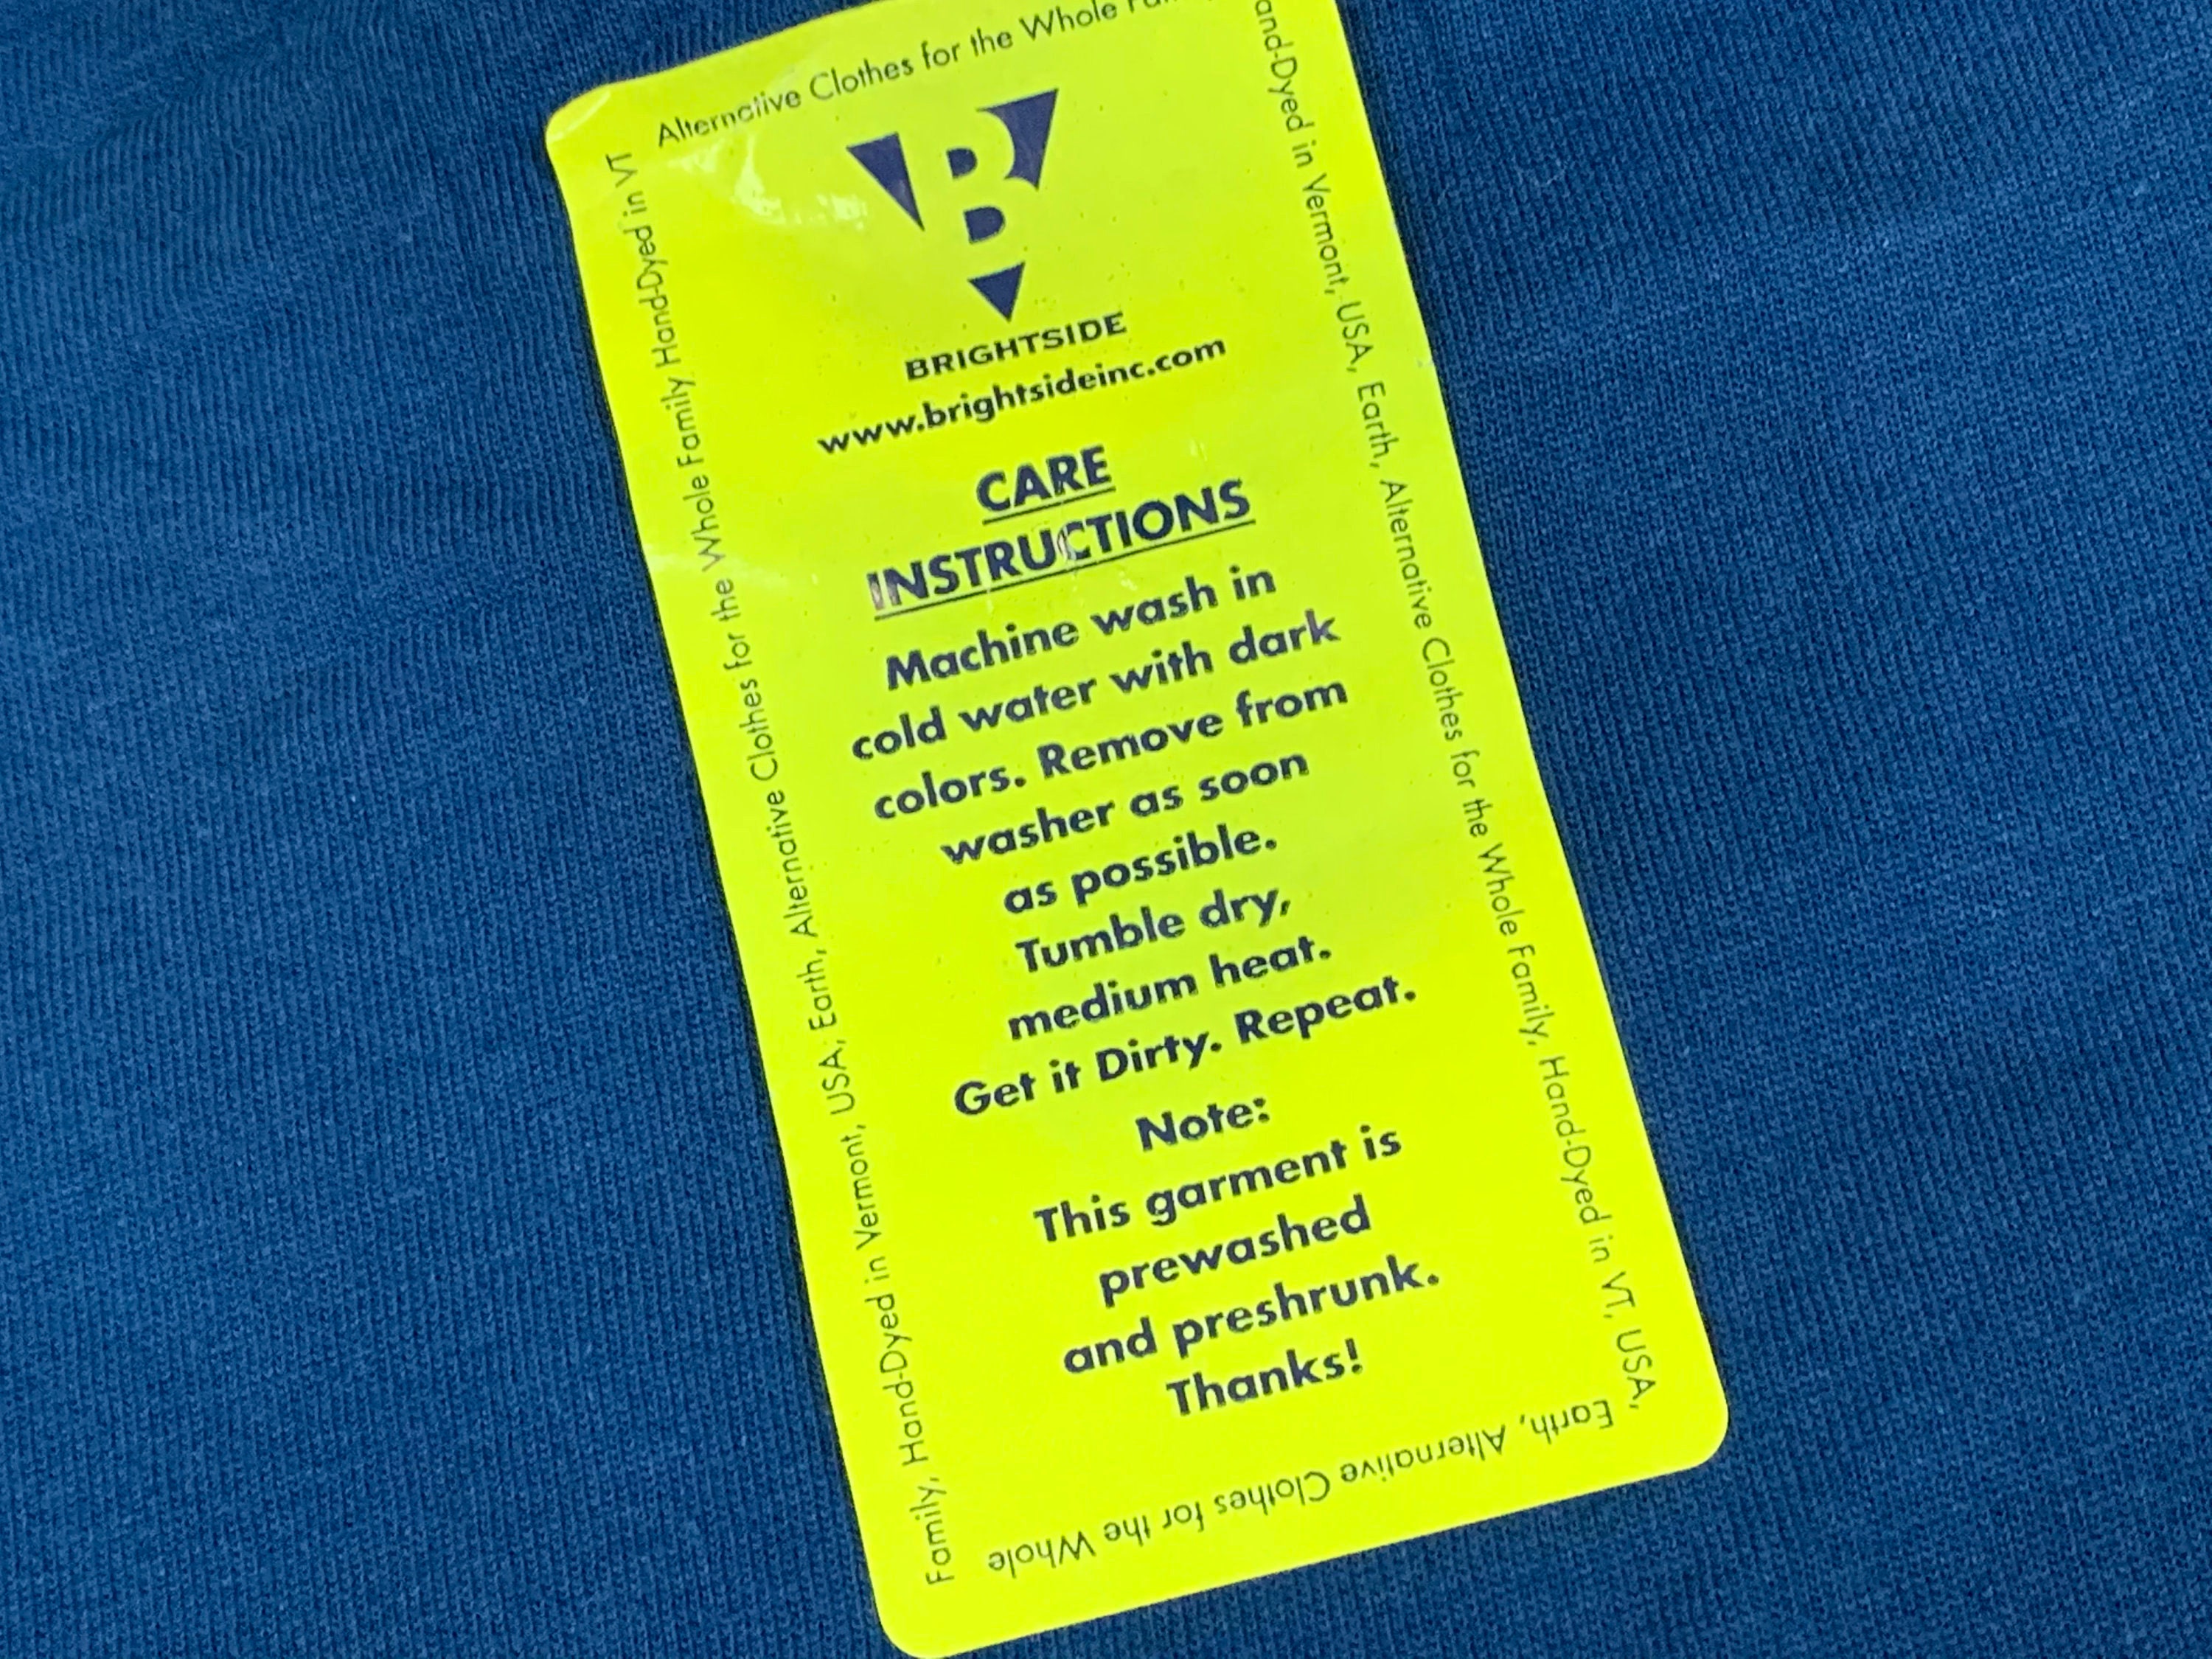 Alternative Clothes for the Whole
and-Dyed in Vermont, USA, Earth, Alternative Clothes for the Whole Family, Hand-Dyed in VT, USA,
Earth, Alternative Clothes for the Whole
Family, Hand-Dyed in Vermont, USA, Earth, Alternative Clothes for the Whole Family, Hand-Dyed in VT
B
BRIGHTSIDE
www.brightsideinc.com
CARE
INSTRUCTIONS
Machine wash in
cold water with dark
colors. Remove from
washer as soon
as possible.
Tumble dry,
medium heat.
Get it Dirty. Repeat.
Note:
This garment is
prewashed
and preshrunk.
Thanks!